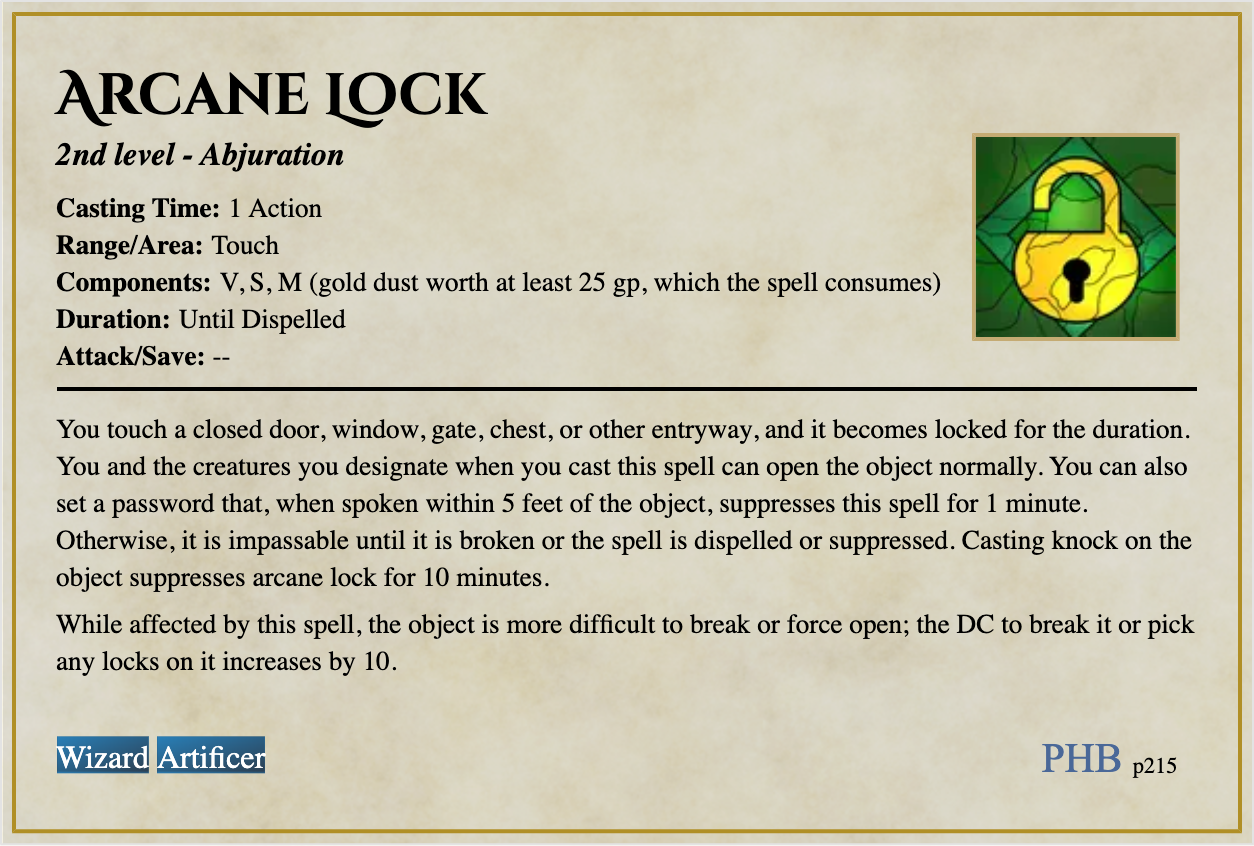 Arcane Lock
2nd level - Abjuration
Casting Time: 1 Action
Range/Area: Touch
Components: V, S, M (gold dust worth at least 25 gp, which the spell consumes)
Duration: Until Dispelled
Attack/Save: --
You touch a closed door, window, gate, chest, or other entryway, and it becomes locked for the duration.
You and the creatures you designate when you cast this spell can open the object normally. You can also
set a password that, when spoken within 5 feet of the object, suppresses this spell for 1 minute.
Otherwise, it is impassable until it is broken or the spell is dispelled or suppressed. Casting knock on the
object suppresses arcane lock for 10 minutes.
While affected by this spell, the object is more difficult to break or force open; the DC to break it or pick
any locks on it increases by 10.
Wizard Artificer
PHB p215